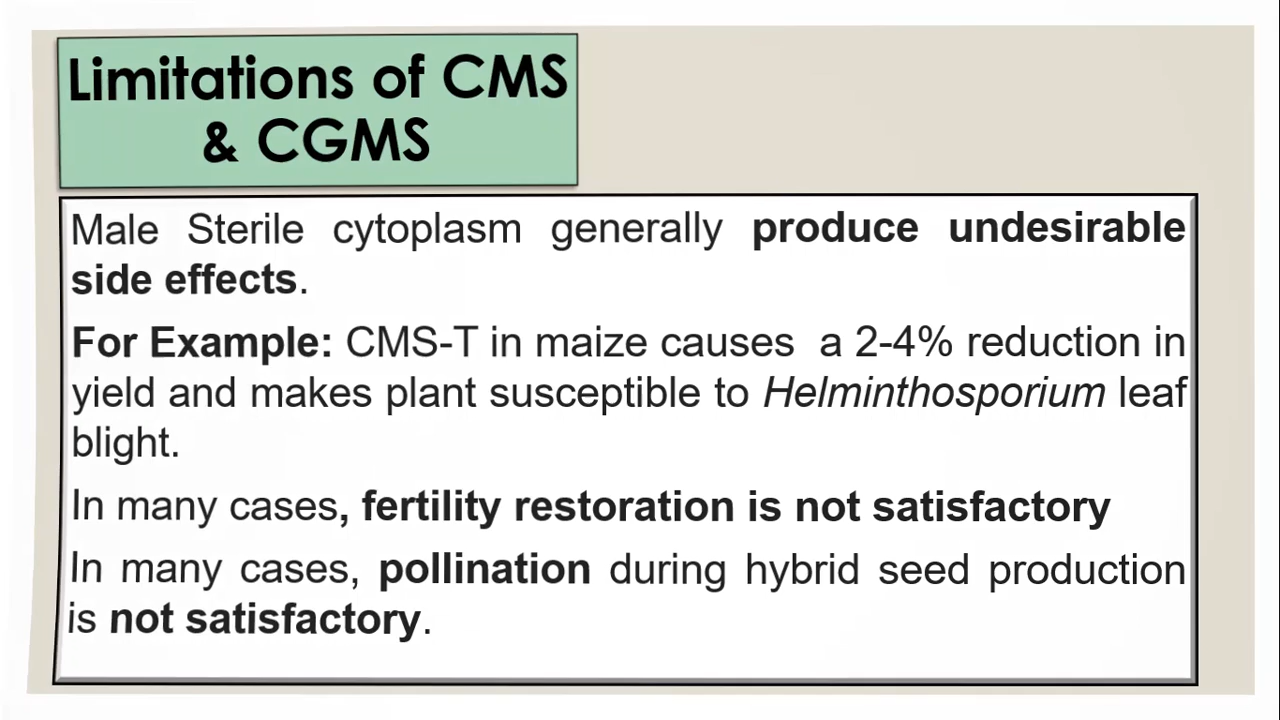 Limitations of CMS
& CGMS
Male Sterile cytoplasm generally produce undesirable
side effects.
For Example: CMS-T in maize causes a 2-4% reduction in
yield and makes plant susceptible to Helminthosporium leaf
blight.
In many cases, fertility restoration is not satisfactory
In many cases, pollination during hybrid seed production
is not satisfactory.